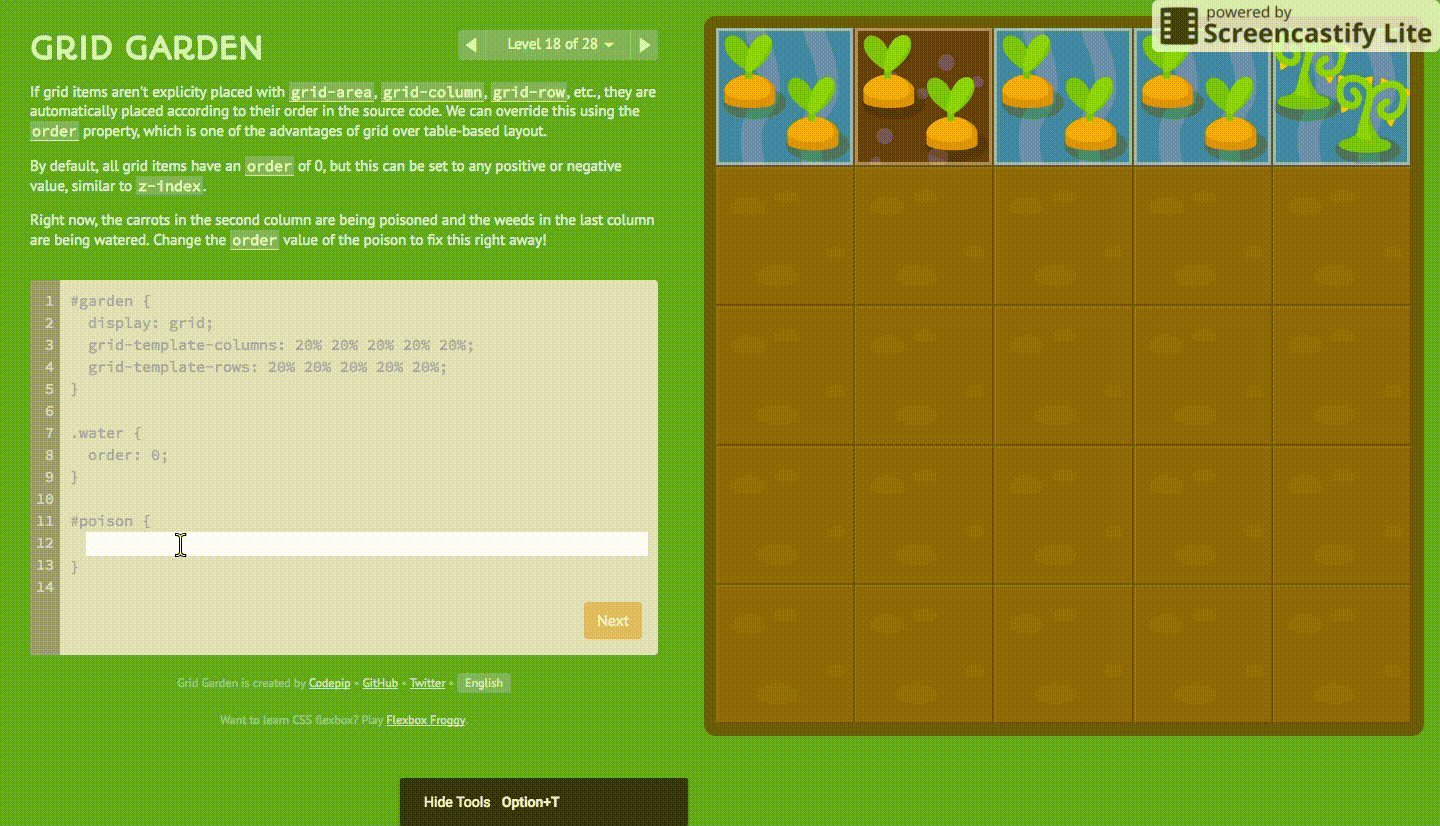 powered by
Screencastify Lite
GRID GARDEN
Level 18 of 28
If grid items aren't explicity placed with grid-area, grid-column, grid-row, etc., they are
automatically placed according to their order in the source code. We can override this using the
order property, which is one of the advantages of grid over table-based layout.
By default, all grid items have an order of 0, but this can be set to any positive or negative
value, similar to z-index.
Right now, the carrots in the second column are being poisoned and the weeds in the last column
are being watered. Change the order value of the poison to fix this right away!
1 #garden {
2 display: grid;
3 grid-template-columns: 20% 20% 20% 20% 20%;
4 grid-template-rows: 20% 20% 20% 20% 20%;
5 }
6
7 .water {
8 order: 0;
9 }
10
11 #poison {
12
13 }
14
Next
Grid Garden is created by Codepip • GitHub • Twitter • English
Want to learn CSS flexbox? Play Flexbox Froggy.
Hide Tools Option+T